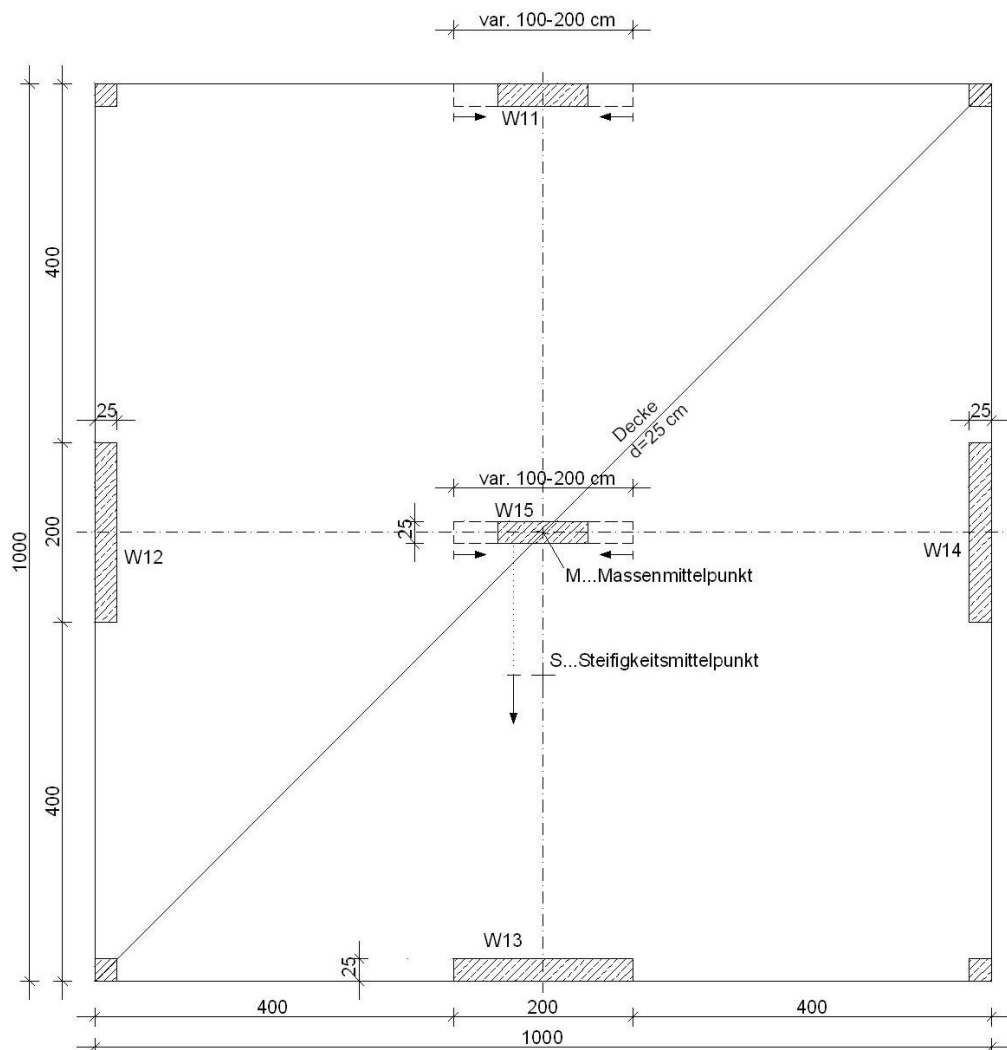 var. 100-200 cm
W11
400
25
25
Decke
d=25 cm
var. 100-200 cm
W15
25
1000
200
W12
W14
M...Massenmittelpunkt
S...Steifigkeitsmittelpunkt
400
W13
25
400
200
400
1000